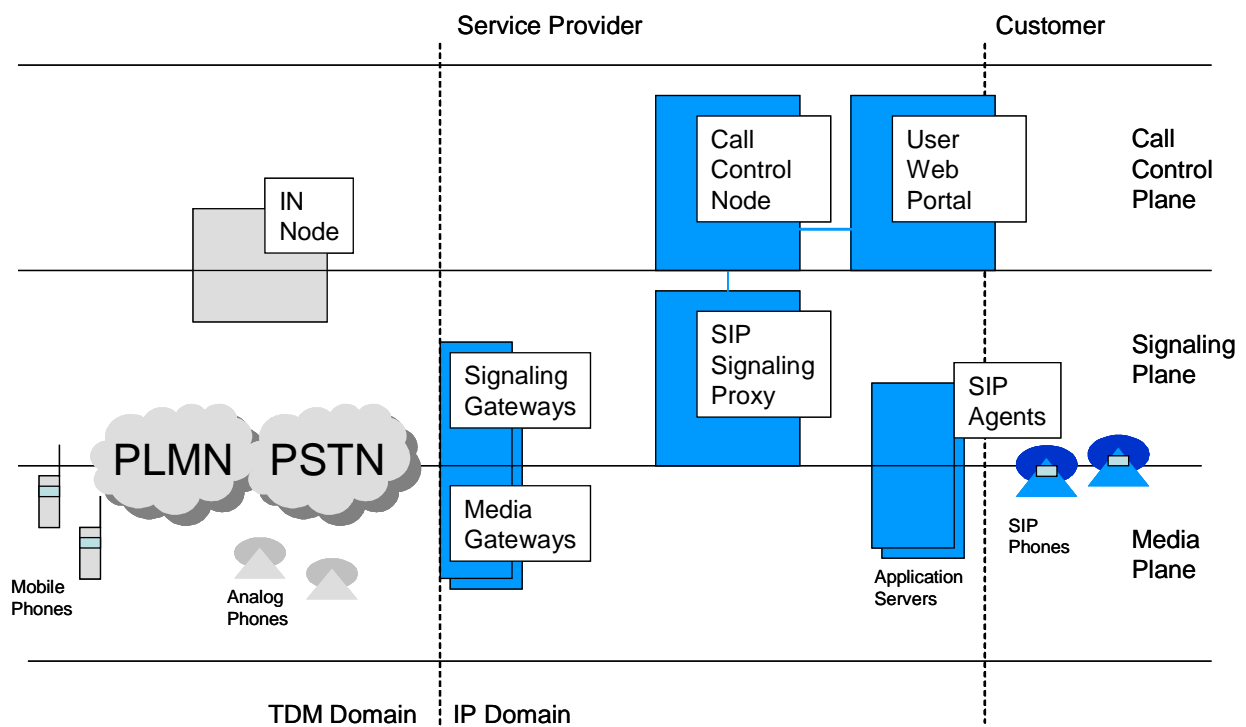 Service Provider
Customer
Call
Control
Node
User
Web
Portal
Call
Control
Plane
IN
Node
Signaling
Gateways
SIP
Signaling
Proxy
SIP
Agents
Signaling
Plane
PLMN
PSTN
Media
Gateways
SIP
Phones
Media
Plane
Mobile
Phones
Analog
Phones
Application
Servers
TDM Domain
IP Domain